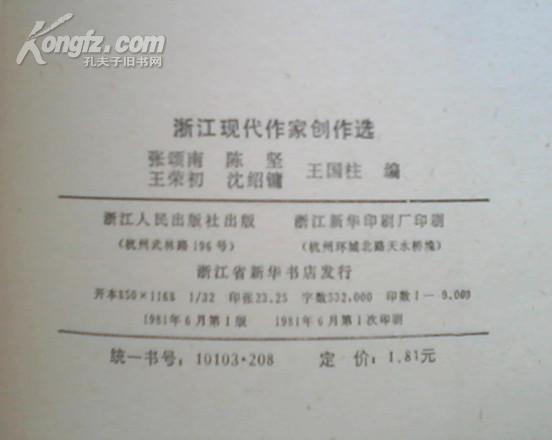 Kongfz.com
孔夫子旧书网
浙江现代作家创作选
张颂南 陈 坚
王荣初 沈绍镛 王国柱 编
浙江人民出版社出版 浙江新华印刷厂印刷
(杭州武林路196号) (杭州环城北路天水桥堍)
浙江省新华书店发行
开本850×1168 1/32 印张23.25 字数532,000 印数1－9,000
1981年6月第1版 1981年6月第1次印刷
统一书号：10103·208 定 价：1.81元